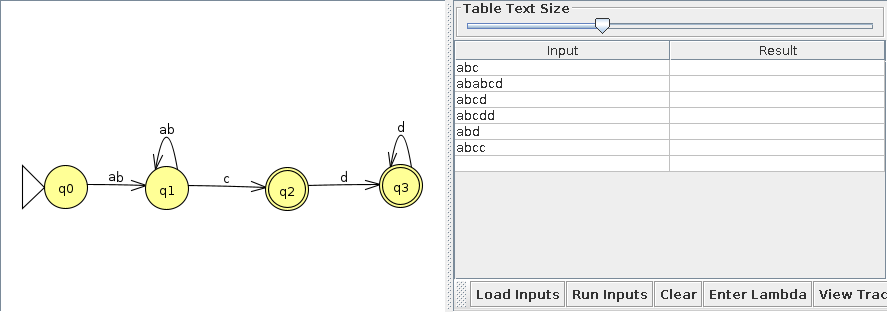 Table Text Size
Input Result
abc
ababcd
abcd
abcdd
abd
abcc
ab d
q0 ab q1 c q2 d q3
Load Inputs Run Inputs Clear Enter Lambda View Trac